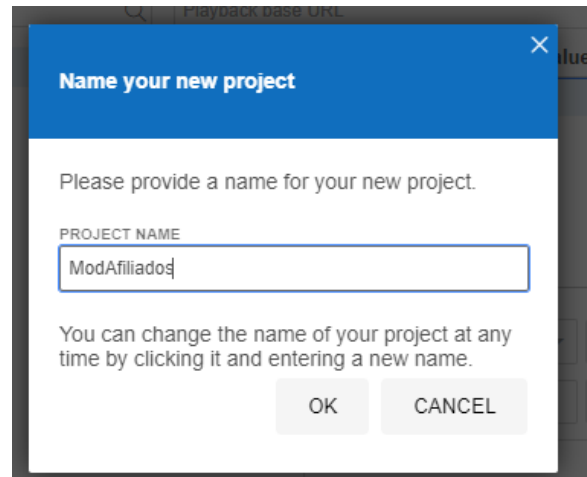 Playback base URL
Name your new project
Please provide a name for your new project.
PROJECT NAME
ModAfiliados
You can change the name of your project at any
time by clicking it and entering a new name.
OK CANCEL